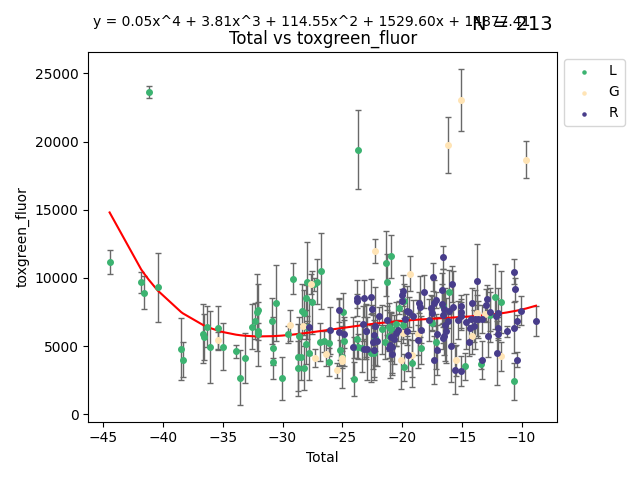 y = 0.05x^4 + 3.81x^3 + 114.55x^2 + 1529.60x +
N = 213
Total vs toxgreen_fluor
25000
20000
15000
10000
5000
0
toxgreen_fluor
−45 −40 −35 −30 −25 −20 −15 −10
Total
L
G
R